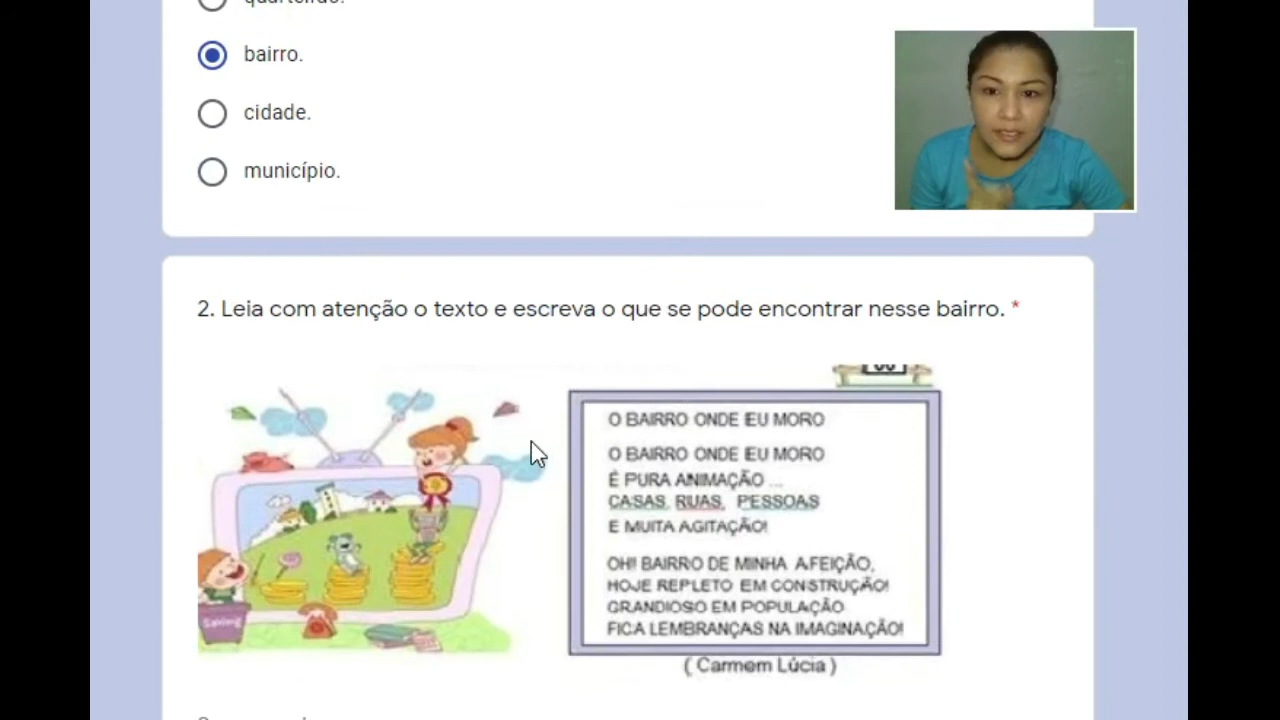 bairro.
cidade.
município.
2. Leia com atenção o texto e escreva o que se pode encontrar nesse bairro. *
O BAIRRO ONDE EU MORO
O BAIRRO ONDE EU MORO
É PURA ANIMAÇÃO ...
CASAS, RUAS, PESSOAS
E MUITA AGITAÇÃO!
OH! BAIRRO DE MINHA AFEIÇÃO,
HOJE REPLETO EM CONSTRUÇÃO!
GRANDIOSO EM POPULAÇÃO
FICA LEMBRANÇAS NA IMAGINAÇÃO!
( Carmem Lúcia )
Saving